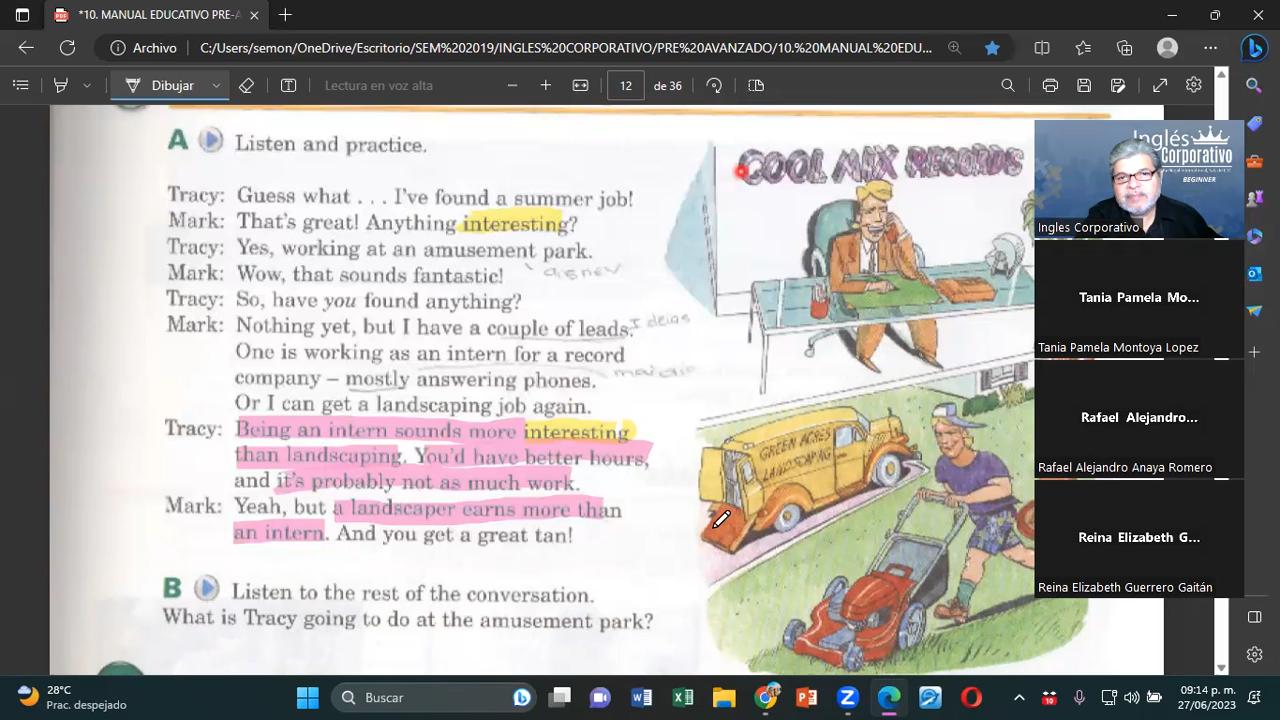 *10. MANUAL EDUCATIVO PRE-A
Archivo
C:/Users/semon/OneDrive/Escritorio/SEM%202019/INGLES%20CORPORATIVO/PRE%20AVANZADO/10.%20MANUAL%20EDU...
Dibujar
Lectura en voz alta
12
de 36
A Listen and practice.
Tracy: Guess what . . . I've found a summer job!
Mark: That's great! Anything interesting?
Tracy: Yes, working at an amusement park.
Mark: Wow, that sounds fantastic!
Tracy: So, have you found anything?
Mark: Nothing yet, but I have a couple of leads.
One is working as an intern for a record
company – mostly answering phones.
Or I can get a landscaping job again.
Tracy: Being an intern sounds more interesting
than landscaping. You'd have better hours,
and it's probably not as much work.
Mark: Yeah, but a landscaper earns more than
an intern. And you get a great tan!
B Listen to the rest of the conversation.
What is Tracy going to do at the amusement park?
COOL MIX RECORDS
GREEN ACRES
LANDSCAPING
Inglés
Corporativo
BEGINNER
Ingles Corporativo
Tania Pamela Mo...
Tania Pamela Montoya Lopez
Rafael Alejandro...
Rafael Alejandro Anaya Romero
Reina Elizabeth G...
Reina Elizabeth Guerrero Gaitán
28°C
Prac. despejado
Buscar
09:14 p. m.
27/06/2023